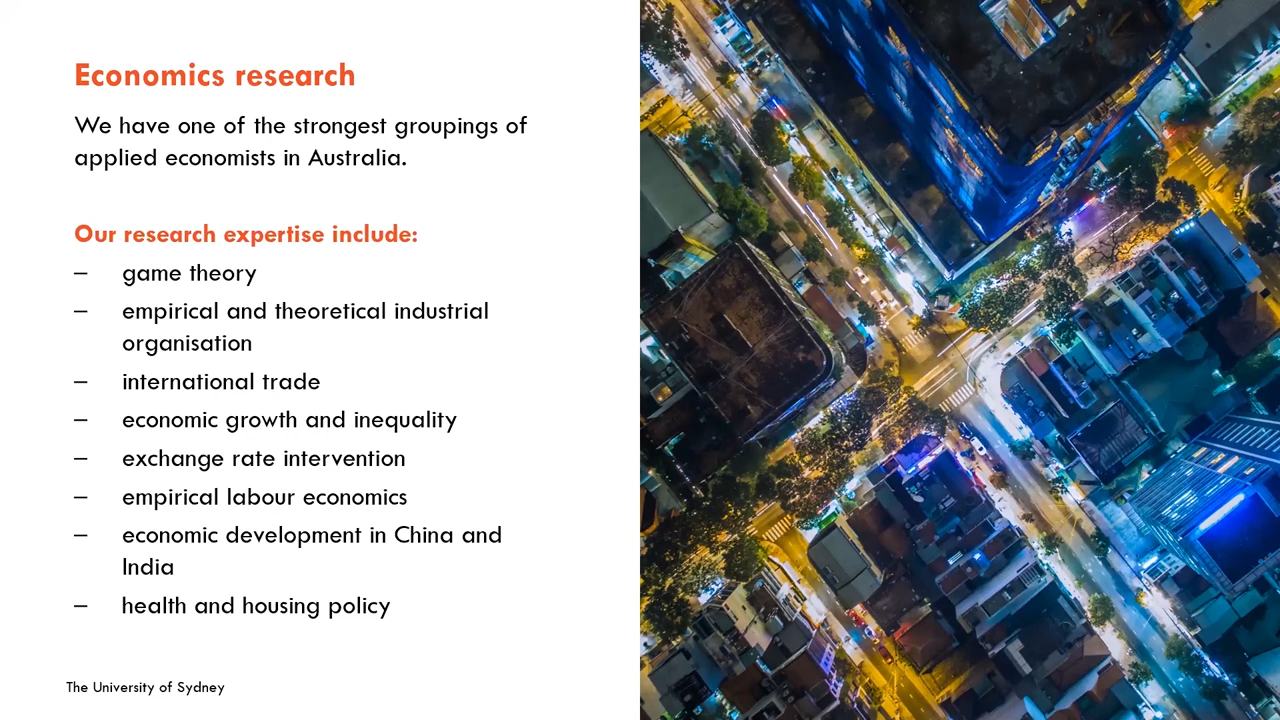 Economics research
We have one of the strongest groupings of
applied economists in Australia.
Our research expertise include:
– game theory
– empirical and theoretical industrial
organisation
– international trade
– economic growth and inequality
– exchange rate intervention
– empirical labour economics
– economic development in China and
India
– health and housing policy
The University of Sydney